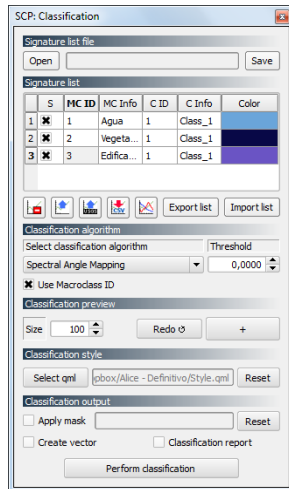 SCP: Classification
Signature list file
Open Save
Signature list
S MC ID MC Info C ID C Info Color
1 1 Agua 1 Class_1
2 2 Vegeta... 1 Class_1
3 3 Edifica... 1 Class_1
CSV Export list Import list
Classification algorithm
Select classification algorithm Threshold
Spectral Angle Mapping 0,0000
Use Macroclass ID
Classification preview
Size 100 Redo +
Classification style
Select qml pbox/Alice - Definitivo/Style.qml Reset
Classification output
Apply mask Reset
Create vector Classification report
Perform classification